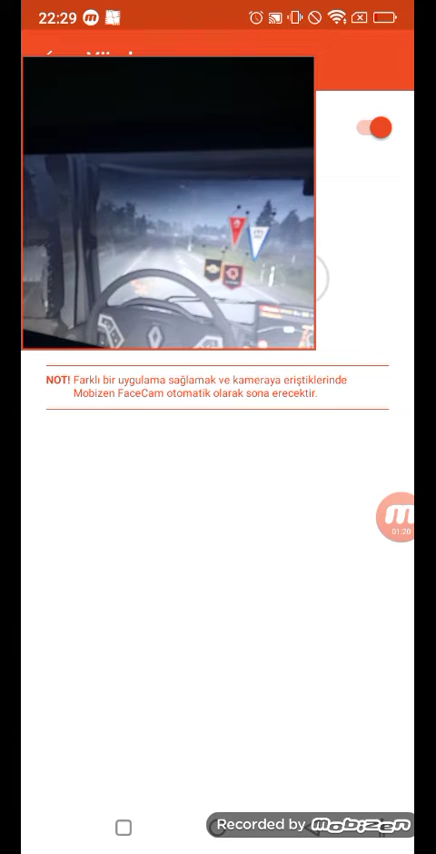 22:29
NOT! Farklı bir uygulama sağlamak ve kameraya eriştiklerinde
Mobizen FaceCam otomatik olarak sona erecektir.
01:20
Recorded by mobizen